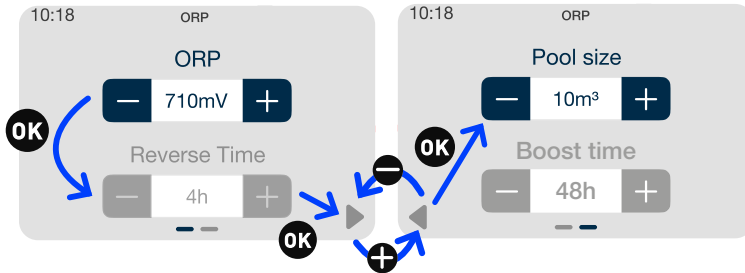 10:18
ORP
ORP
− 710mV +
OK
Reverse Time
− 4h +
OK
10:18
ORP
Pool size
− 10m³ +
OK
Boost time
− 48h +
−
+